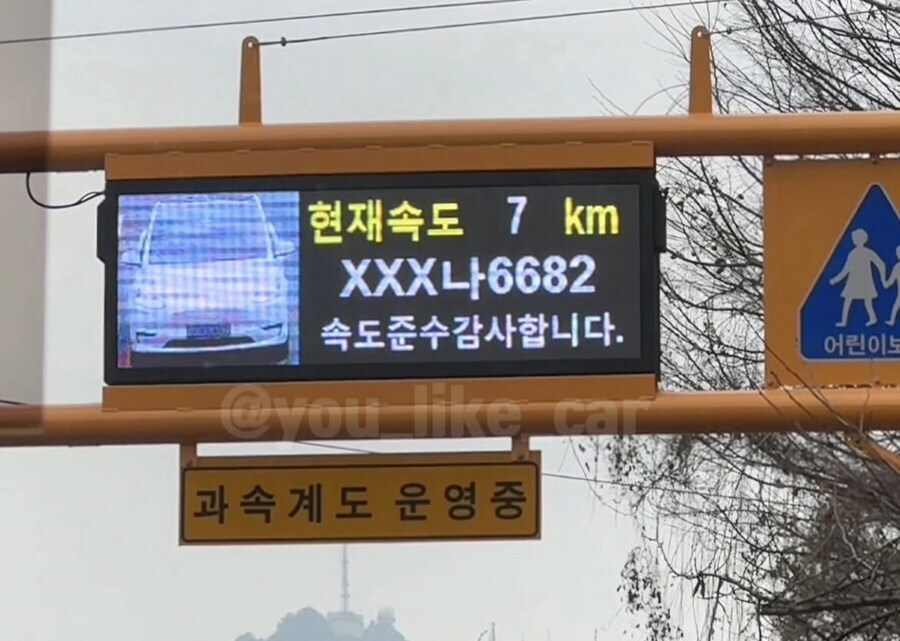 현재속도 7 km
XXX나6682
속도준수감사합니다.
어린이보
@you_like_car
과속계도 운영중